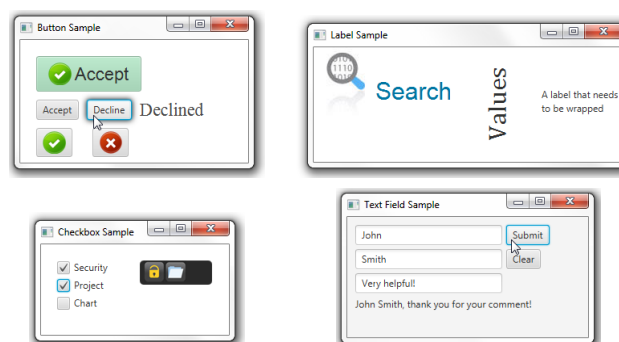 Button Sample
Accept
Accept Decline Declined
Label Sample
1110
Search
Values
A label that needs
to be wrapped
Checkbox Sample
Security
Project
Chart
Text Field Sample
John Submit
Smith Clear
Very helpful!
John Smith, thank you for your comment!